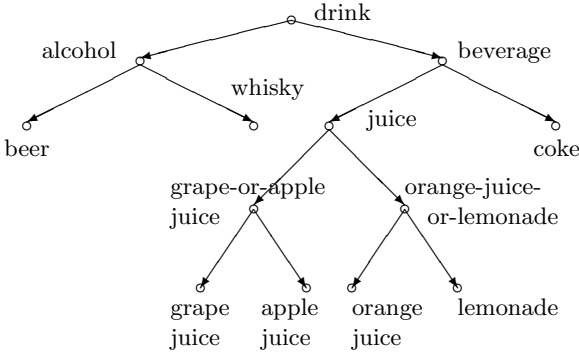 drink
alcohol
beverage
whisky
juice
beer
coke
grape-or-apple
juice
orange-juice-
or-lemonade
grape
juice
apple
juice
orange
juice
lemonade